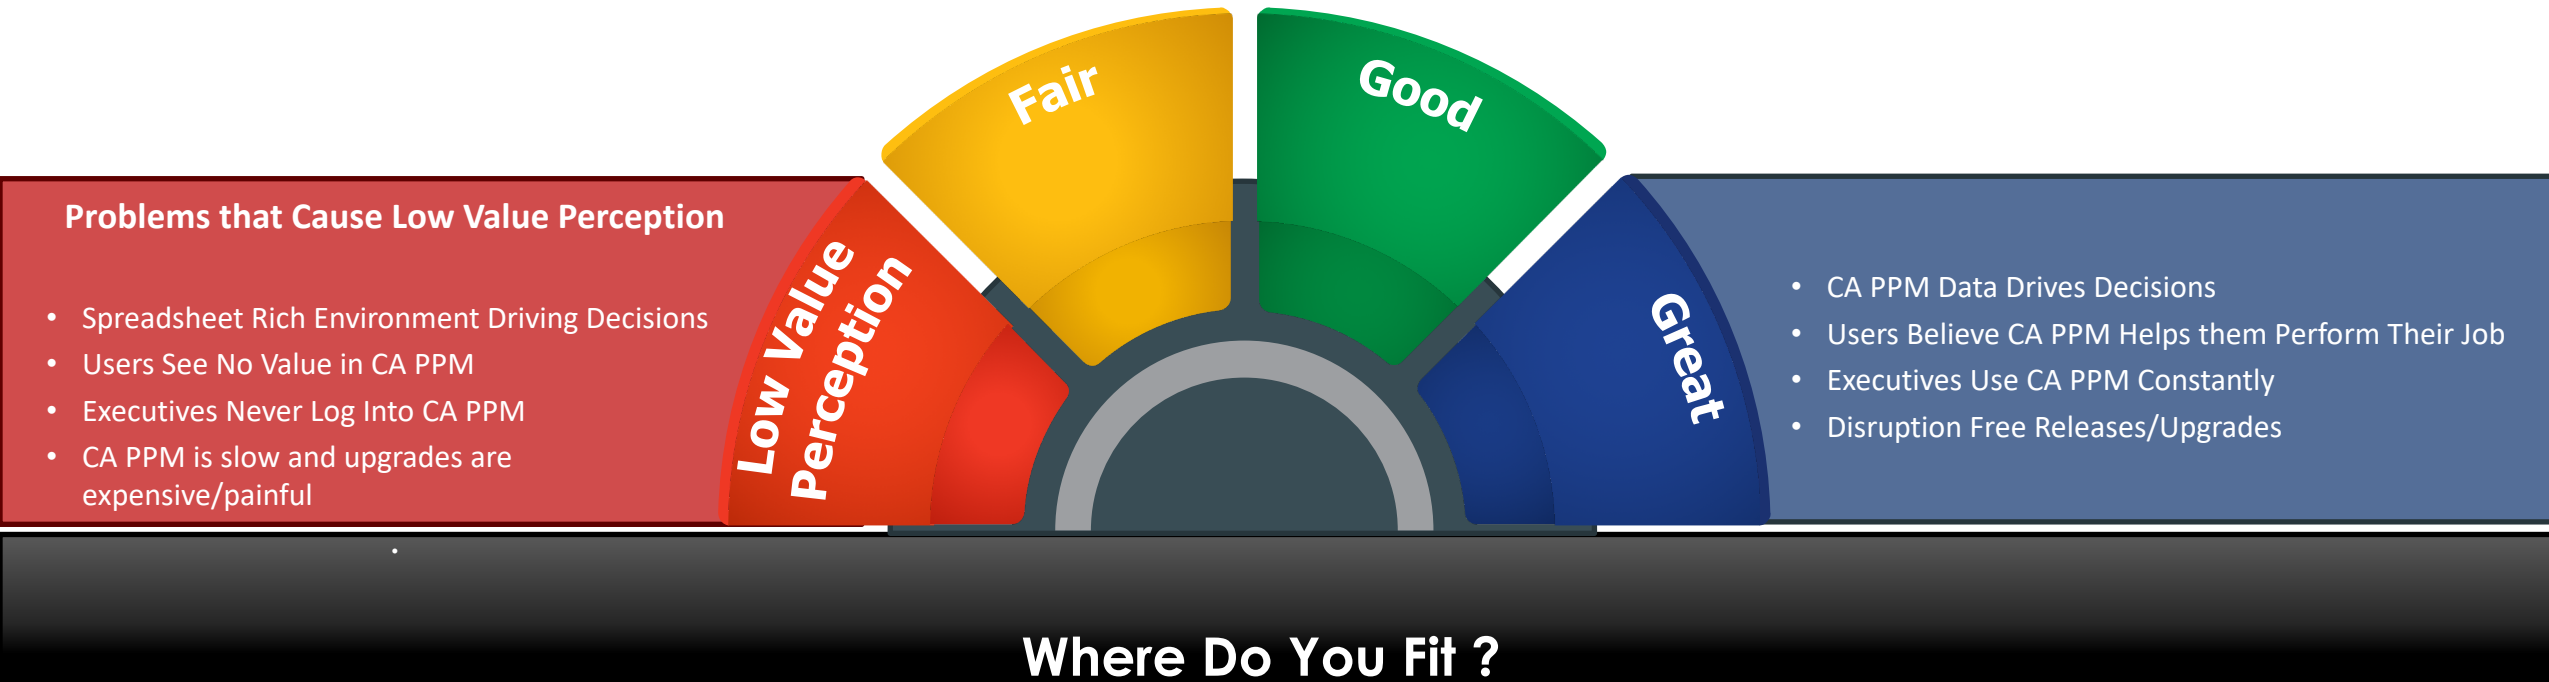 Fair
Good
Problems that Cause Low Value Perception
• Spreadsheet Rich Environment Driving Decisions
• Users See No Value in CA PPM
• Executives Never Log Into CA PPM
• CA PPM is slow and upgrades are
expensive/painful
Low Value
Perception
Great
• CA PPM Data Drives Decisions
• Users Believe CA PPM Helps them Perform Their Job
• Executives Use CA PPM Constantly
• Disruption Free Releases/Upgrades
•
Where Do You Fit ?